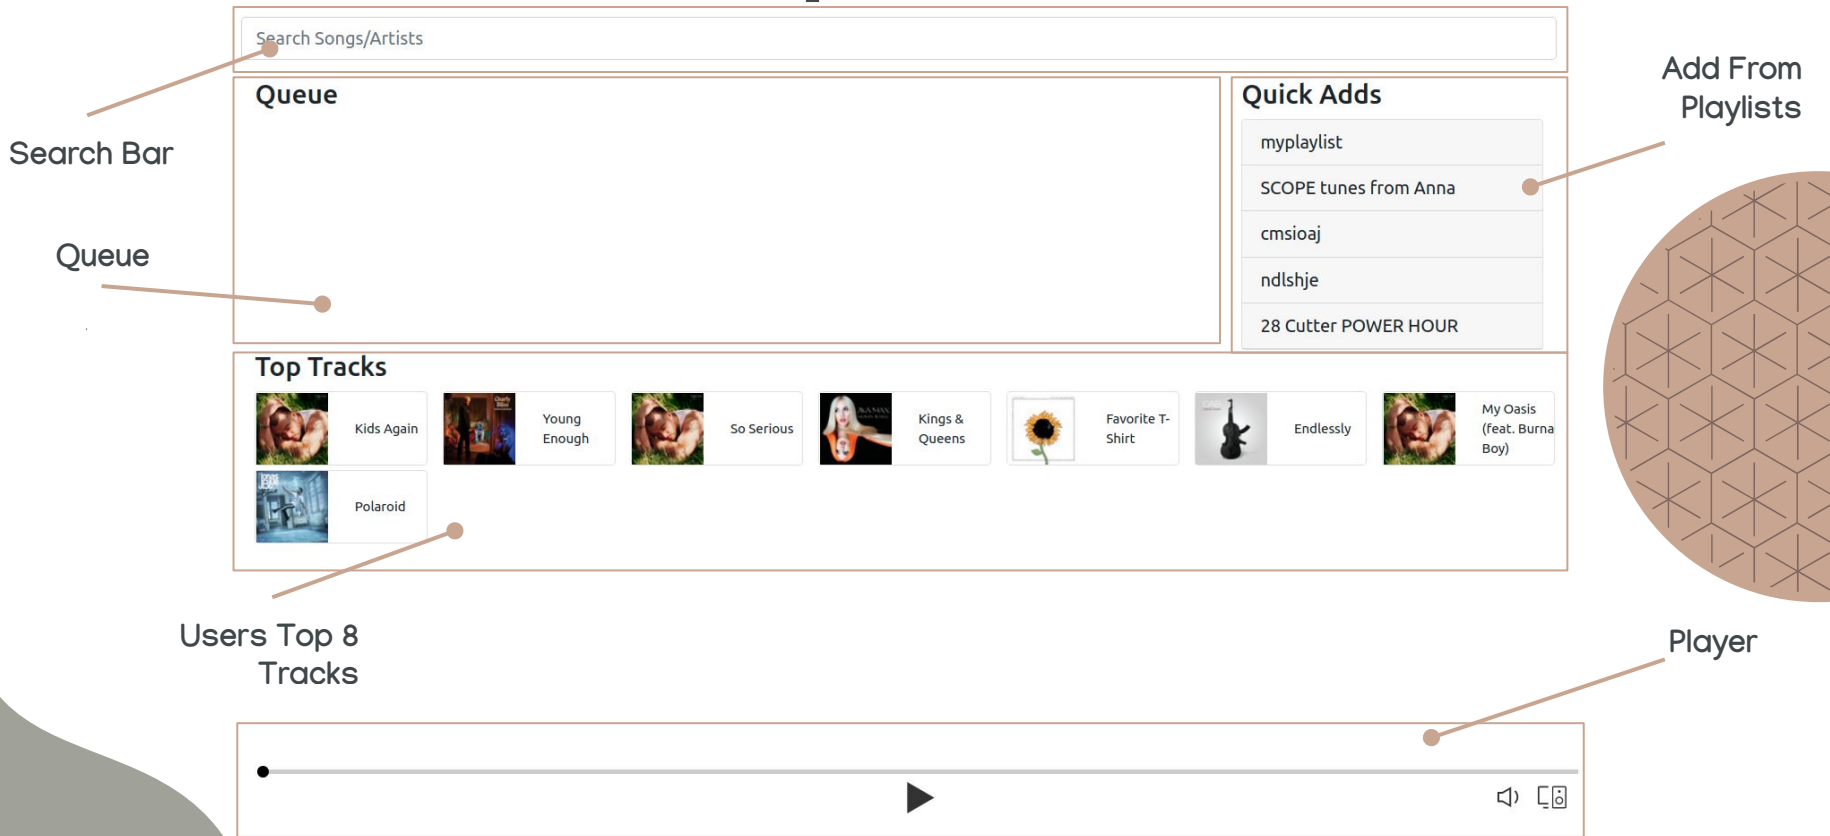 Search Songs/Artists
Add From
Playlists
Search Bar
Queue
Quick Adds
myplaylist
SCOPE tunes from Anna
cmsioaj
ndlshje
28 Cutter POWER HOUR
Queue
Top Tracks
Kids Again
Young
Enough
So Serious
Kings &
Queens
Favorite T-
Shirt
Endlessly
My Oasis
(feat. Burna
Boy)
Polaroid
Users Top 8
Tracks
Player